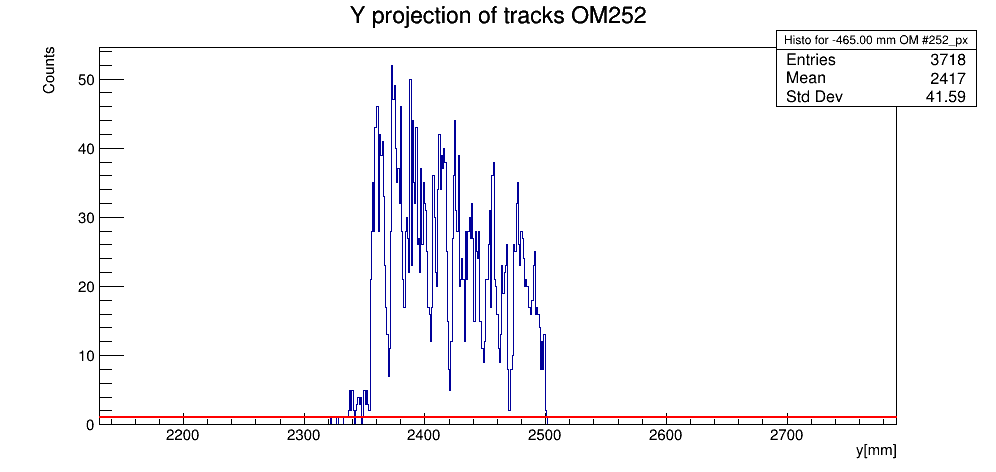 Y projection of tracks OM252
Histo for -465.00 mm OM #252_px
Entries 3718
Mean 2417
Std Dev 41.59
Counts
50
40
30
20
10
0
2200 2300 2400 2500 2600 2700
y[mm]